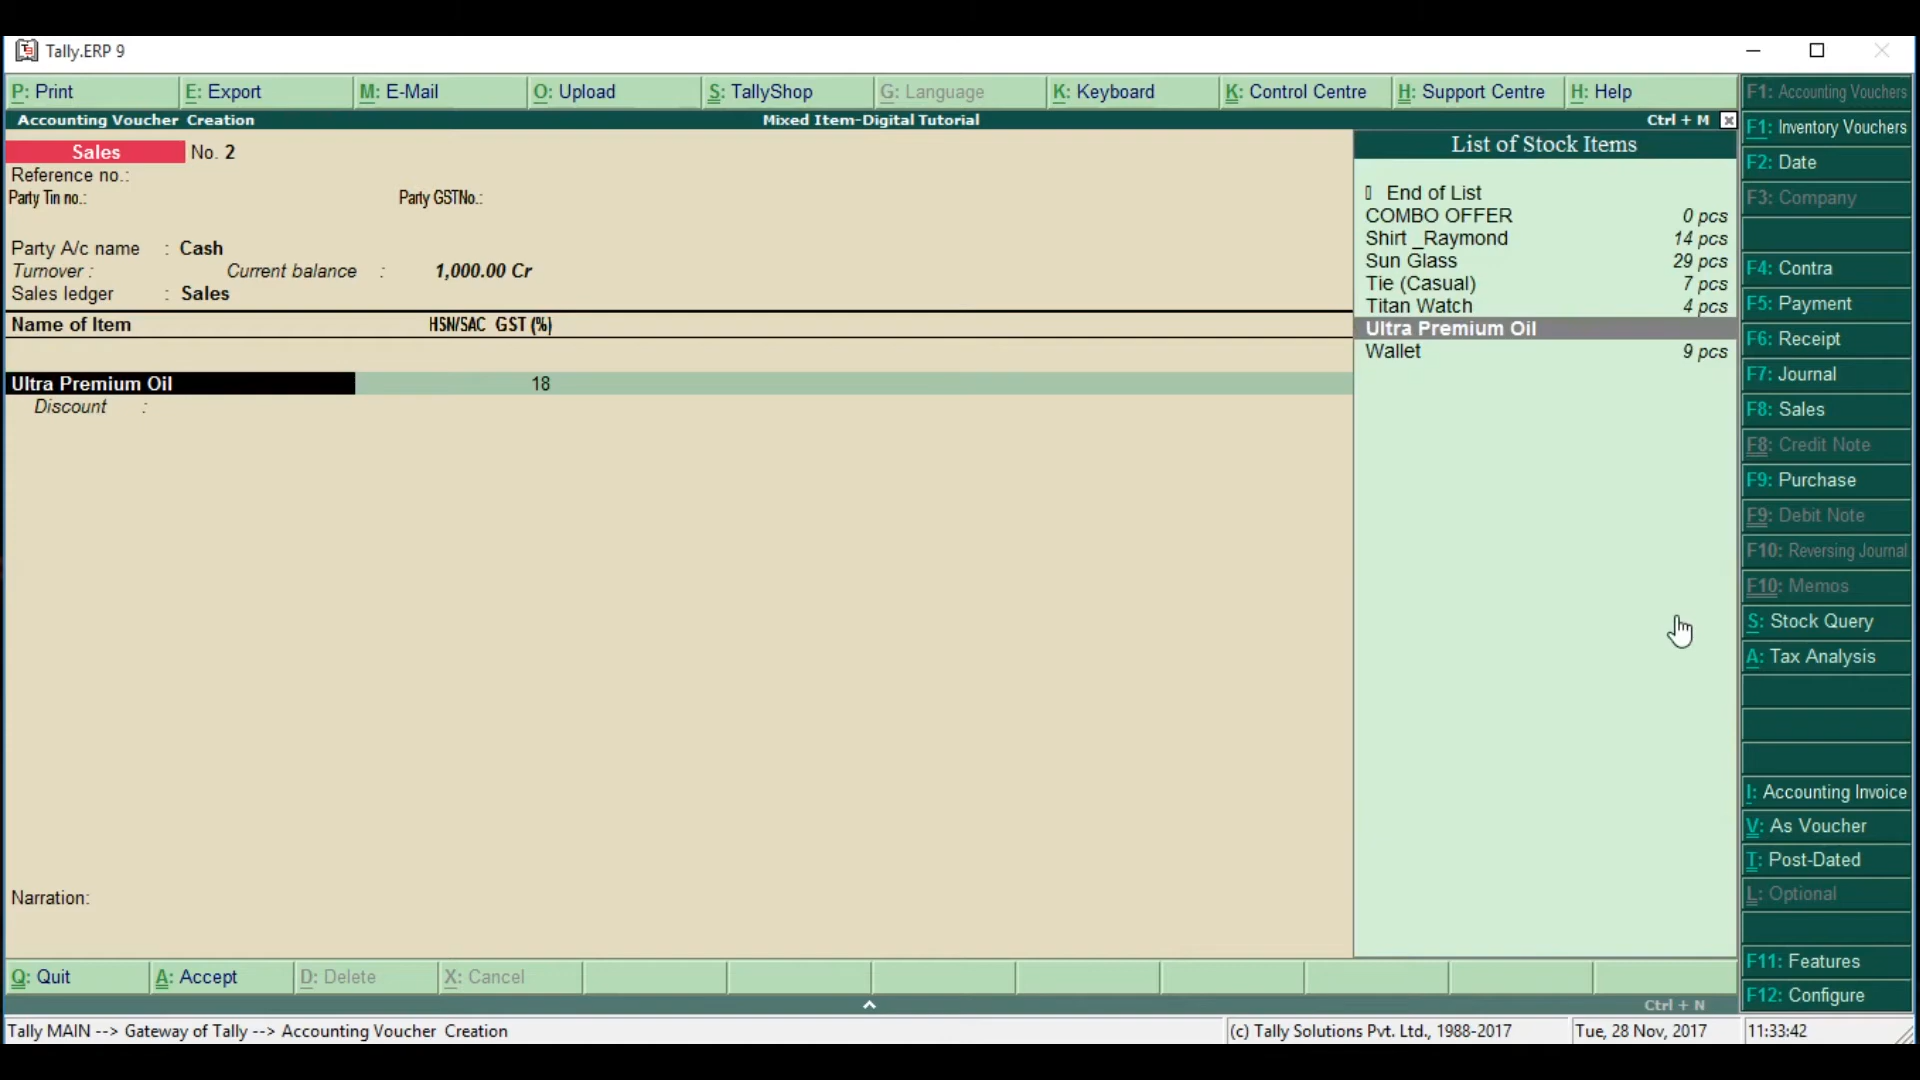 Tally.ERP 9
P: Print E: Export M: E-Mail O: Upload S: TallyShop G: Language K: Keyboard K: Control Centre H: Support Centre H: Help
Accounting Voucher Creation Mixed Item-Digital Tutorial Ctrl + M
Sales No. 2
Reference no.:
Party Tin no.: Party GSTNo.:
Party A/c name : Cash
Turnover : Current balance : 1,000.00 Cr
Sales ledger : Sales
Name of Item HSN/SAC GST (%)
Ultra Premium Oil 18
Discount :
Narration:
List of Stock Items
End of List
COMBO OFFER 0 pcs
Shirt _Raymond 14 pcs
Sun Glass 29 pcs
Tie (Casual) 7 pcs
Titan Watch 4 pcs
Ultra Premium Oil
Wallet 9 pcs
F1: Accounting Vouchers
F1: Inventory Vouchers
F2: Date
F3: Company
F4: Contra
F5: Payment
F6: Receipt
F7: Journal
F8: Sales
F8: Credit Note
F9: Purchase
F9: Debit Note
F10: Reversing Journal
F10: Memos
S: Stock Query
A: Tax Analysis
I: Accounting Invoice
V: As Voucher
T: Post-Dated
L: Optional
F11: Features
F12: Configure
Q: Quit A: Accept D: Delete X: Cancel
Ctrl + N
Tally MAIN --> Gateway of Tally --> Accounting Voucher Creation (c) Tally Solutions Pvt. Ltd., 1988-2017 Tue, 28 Nov, 2017 11:33:42